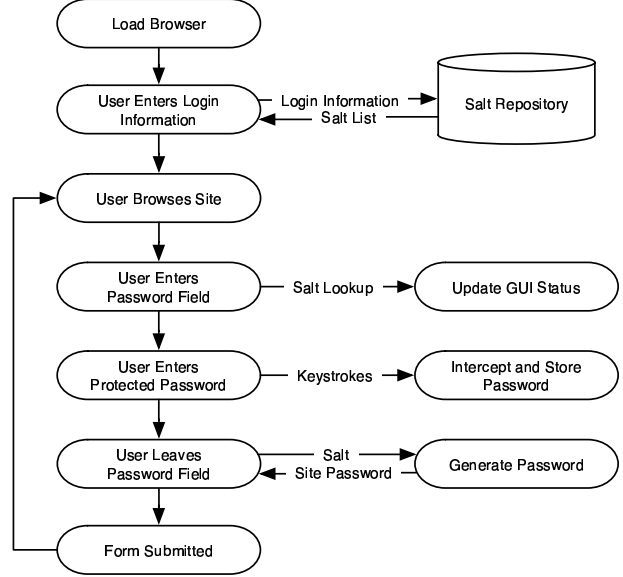 Load Browser
User Enters Login
Information
Login Information
Salt List
Salt Repository
User Browses Site
User Enters
Password Field
Salt Lookup
Update GUI Status
User Enters
Protected Password
Keystrokes
Intercept and Store
Password
User Leaves
Password Field
Salt
Site Password
Generate Password
Form Submitted